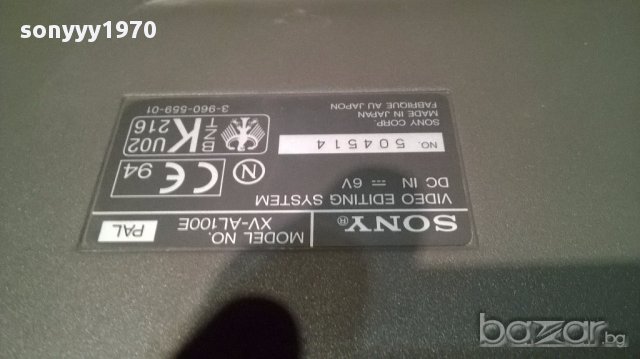 sonyyy1970
SONY®
MODEL NO.
XV-AL100E
PAL
VIDEO EDITING SYSTEM
DC IN ⎓ 6V
NO. 504514
SONY CORP.
MADE IN JAPAN
FABRIQUE AU JAPON
N
CE 94
BZT
K
U02
216
3-960-559-01
bazar.bg